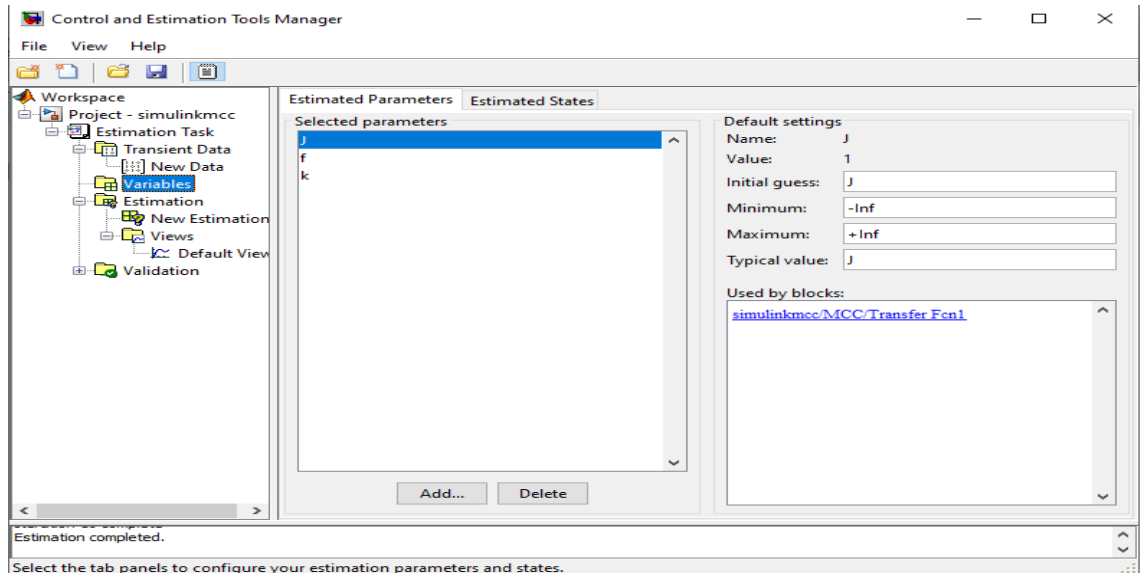 Control and Estimation Tools Manager
File View Help
Workspace
Project - simulinkmcc
Estimation Task
Transient Data
New Data
Variables
Estimation
New Estimation
Views
Default View
Validation
Estimated Parameters Estimated States
Selected parameters
J
f
k
Add... Delete
Default settings
Name: J
Value: 1
Initial guess: J
Minimum: -Inf
Maximum: +Inf
Typical value: J
Used by blocks:
simulinkmcc/MCC/Transfer Fcn1
Estimation completed.
Select the tab panels to configure your estimation parameters and states.